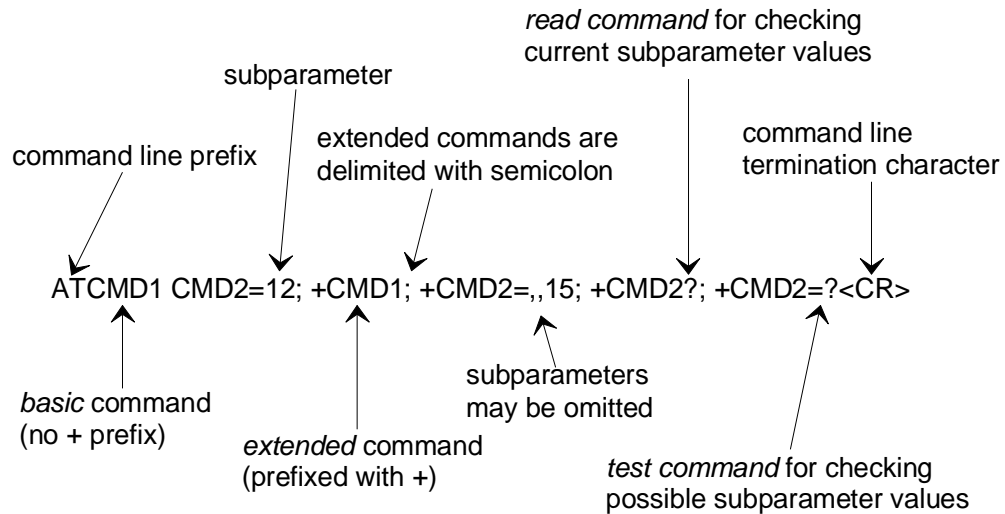 read command for checking
current subparameter values
subparameter
command line prefix
extended commands are
delimited with semicolon
command line
termination character
ATCMD1 CMD2=12; +CMD1; +CMD2=,,15; +CMD2?; +CMD2=?<CR>
basic command
(no + prefix)
extended command
(prefixed with +)
subparameters
may be omitted
test command for checking
possible subparameter values